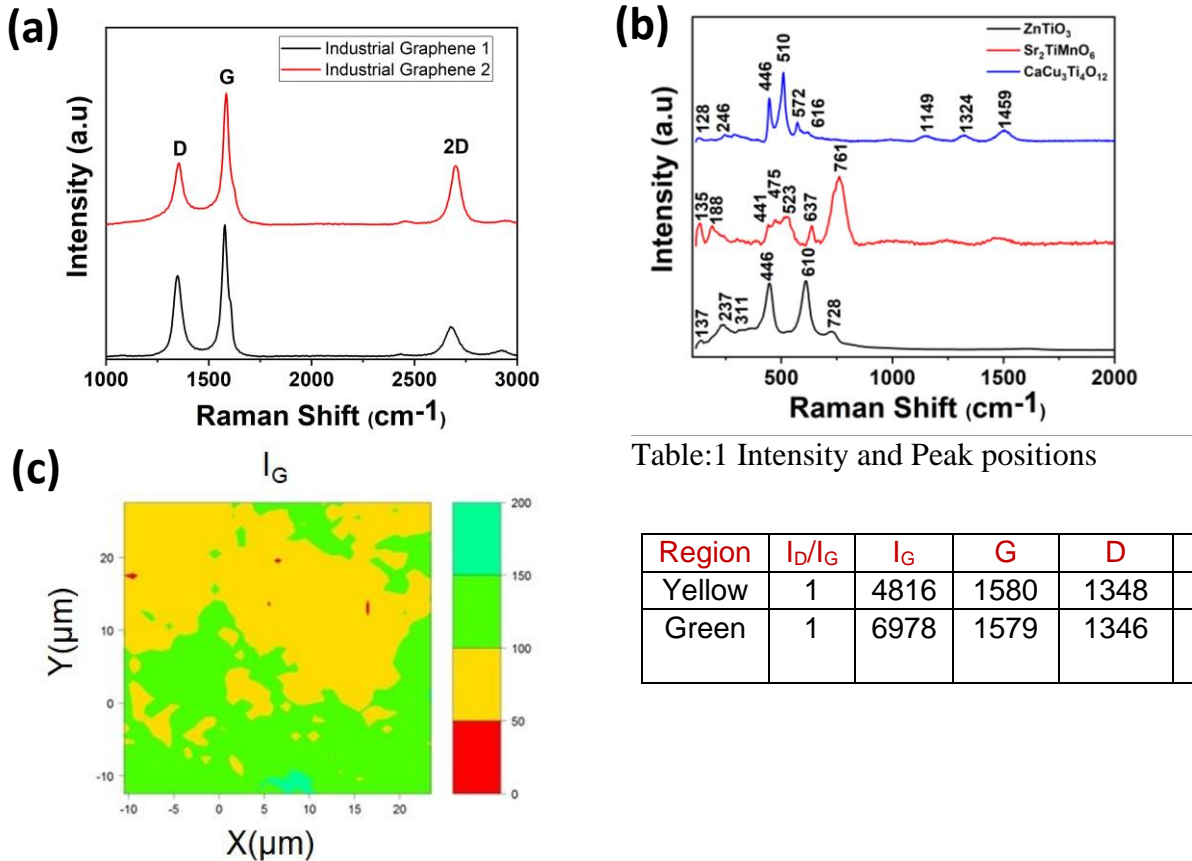 (a)
Industrial Graphene 1
Industrial Graphene 2
D
G
2D
Intensity (a.u)
1000 1500 2000 2500 3000
Raman Shift (cm-1)
(b)
ZnTiO3
Sr2TiMnO6
CaCu3Ti4O12
128 246 446 510 572 616 1149 1324 1459
135 188 441 475 523 637 761
137 237 311 446 610 728
Intensity (a.u)
500 1000 1500 2000
Raman Shift (cm-1)
(c)
IG
200
150
100
50
0
20
10
0
-10
Y(µm)
-10 -5 0 5 10 15 20
X(µm)
Table:1 Intensity and Peak positions
Region ID/IG IG G D
Yellow 1 4816 1580 1348
Green 1 6978 1579 1346